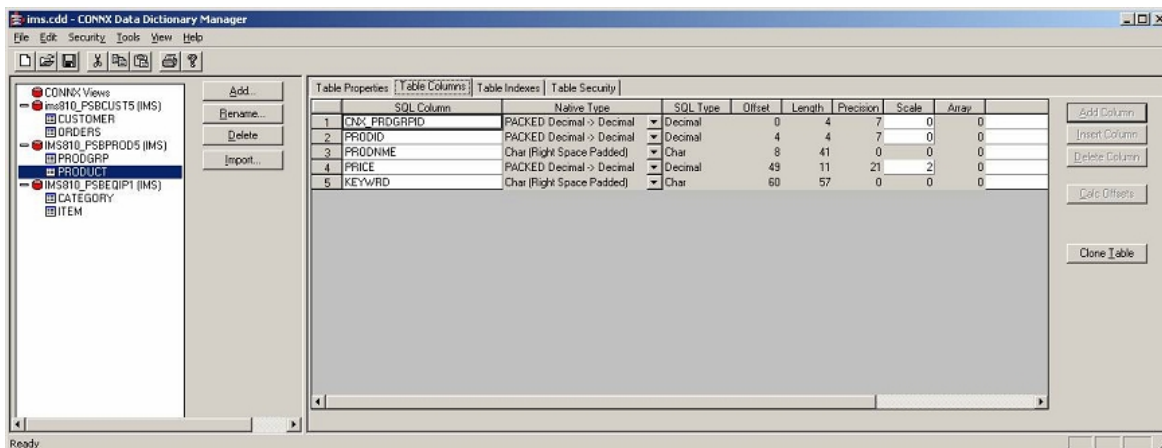 ims.cdd - CONNX Data Dictionary Manager
File Edit Security Tools View Help
CONNX Views
ims810_PSBCUST5 (IMS)
CUSTOMER
ORDERS
IMS810_PSBPROD5 (IMS)
PRODGRP
PRODUCT
IMS810_PSBEQIP1 (IMS)
CATEGORY
ITEM
Add...
Rename...
Delete
Import...
Table Properties Table Columns Table Indexes Table Security
SQL Column Native Type SQL Type Offset Length Precision Scale Array
1 CNX_PRDGRPID PACKED Decimal -> Decimal Decimal 0 4 7 0 0
2 PRODID PACKED Decimal -> Decimal Decimal 4 4 7 0 0
3 PRODNME Char (Right Space Padded) Char 8 41 0 0 0
4 PRICE PACKED Decimal -> Decimal Decimal 49 11 21 2 0
5 KEYWRD Char (Right Space Padded) Char 60 57 0 0 0
Add Column
Insert Column
Delete Column
Calc Offsets
Clone Table
Ready